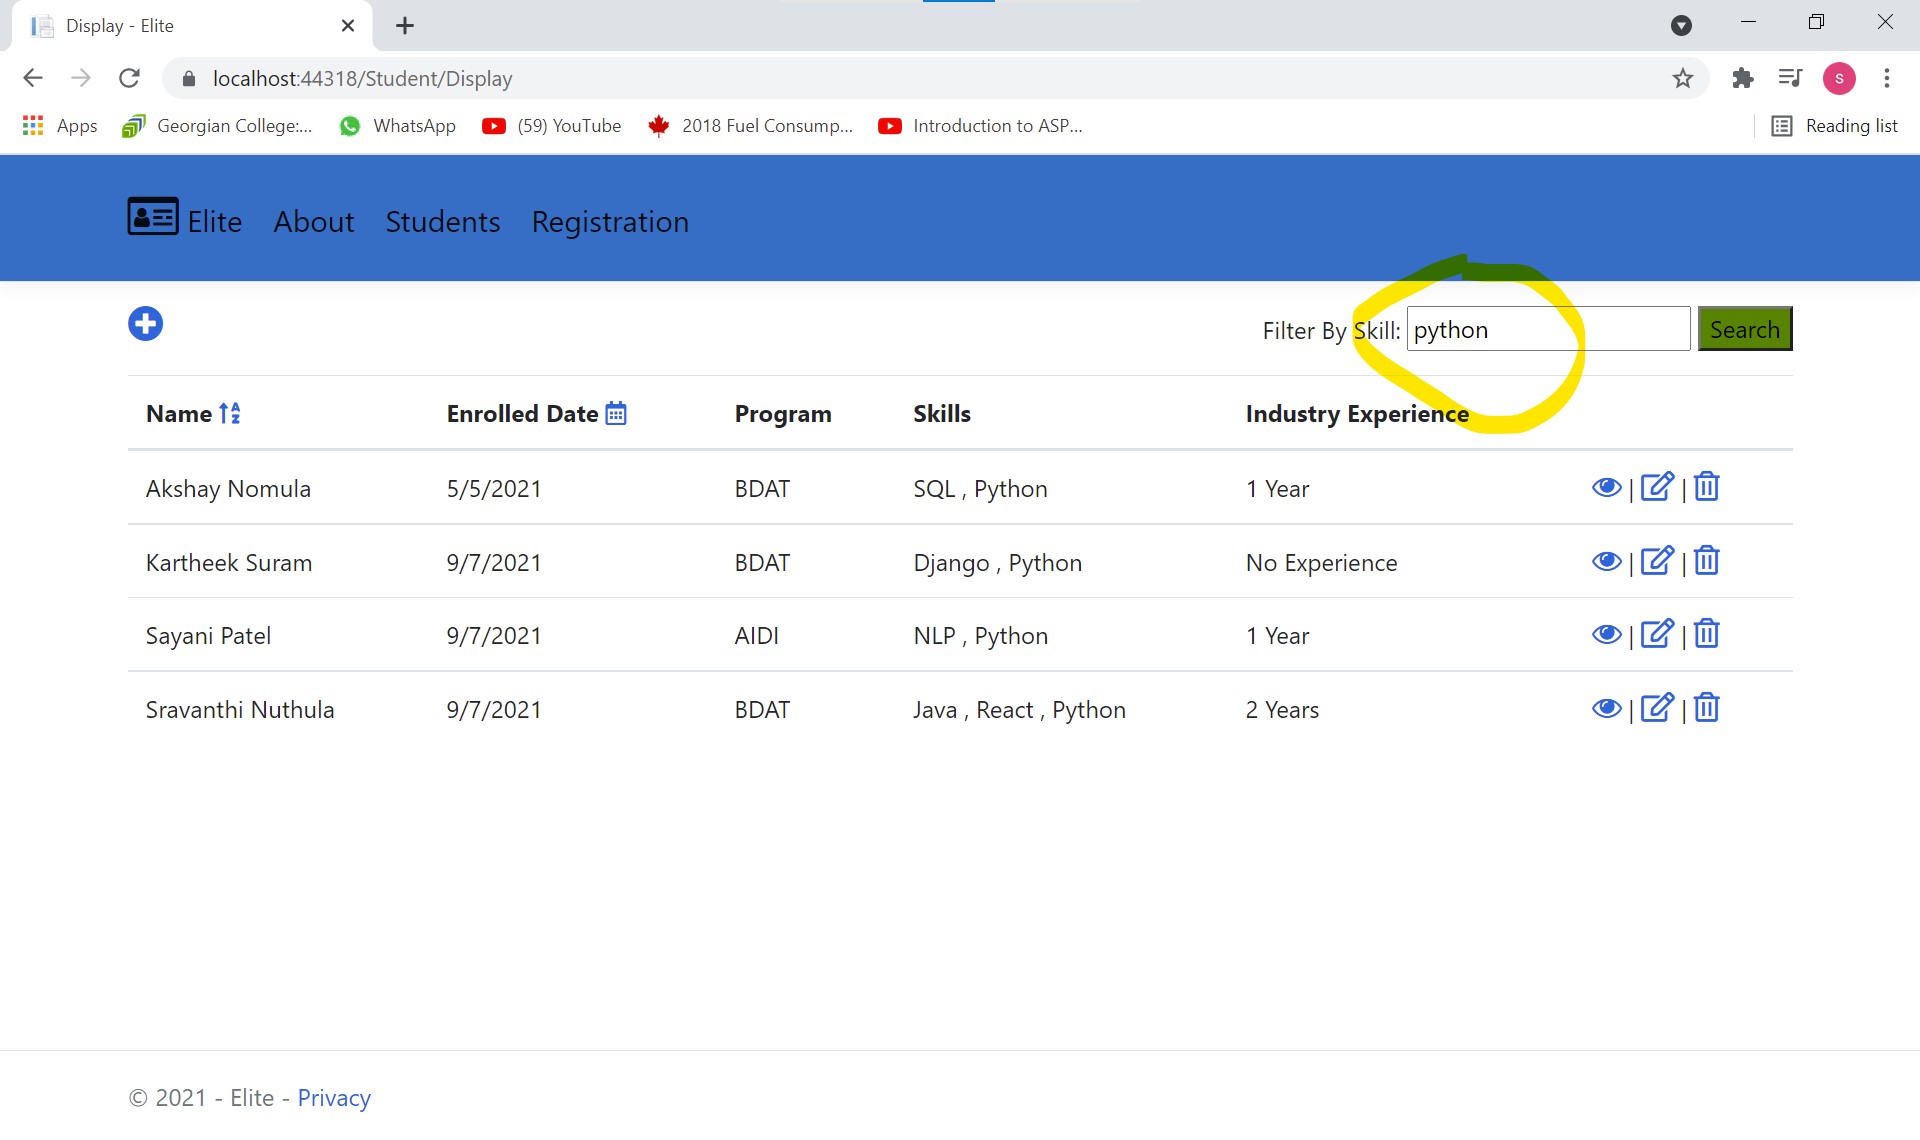 Display - Elite
localhost:44318/Student/Display
S
Apps Georgian College:... WhatsApp (59) YouTube 2018 Fuel Consump... Introduction to ASP... Reading list
Elite About Students Registration
Filter By Skill: python Search
Name Enrolled Date Program Skills Industry Experience
Akshay Nomula 5/5/2021 BDAT SQL , Python 1 Year | |
Kartheek Suram 9/7/2021 BDAT Django , Python No Experience | |
Sayani Patel 9/7/2021 AIDI NLP , Python 1 Year | |
Sravanthi Nuthula 9/7/2021 BDAT Java , React , Python 2 Years | |
© 2021 - Elite - Privacy